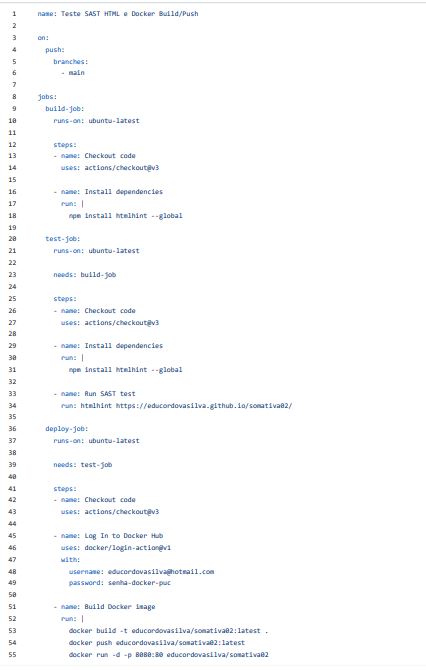 1 name: Teste SAST HTML e Docker Build/Push
2
3 on:
4 push:
5 branches:
6 - main
7
8 jobs:
9 build-job:
10 runs-on: ubuntu-latest
11
12 steps:
13 - name: Checkout code
14 uses: actions/checkout@v3
15
16 - name: Install dependencies
17 run: |
18 npm install htmlhint --global
19
20 test-job:
21 runs-on: ubuntu-latest
22
23 needs: build-job
24
25 steps:
26 - name: Checkout code
27 uses: actions/checkout@v3
28
29 - name: Install dependencies
30 run: |
31 npm install htmlhint --global
32
33 - name: Run SAST test
34 run: htmlhint https://educordovasilva.github.io/somativa02/
35
36 deploy-job:
37 runs-on: ubuntu-latest
38
39 needs: test-job
40
41 steps:
42 - name: Checkout code
43 uses: actions/checkout@v3
44
45 - name: Log In to Docker Hub
46 uses: docker/login-action@v1
47 with:
48 username: educordovasilva@hotmail.com
49 password: senha-docker-puc
50
51 - name: Build Docker image
52 run: |
53 docker build -t educordovasilva/somativa02:latest .
54 docker push educordovasilva/somativa02:latest
55 docker run -d -p 8080:80 educordovasilva/somativa02